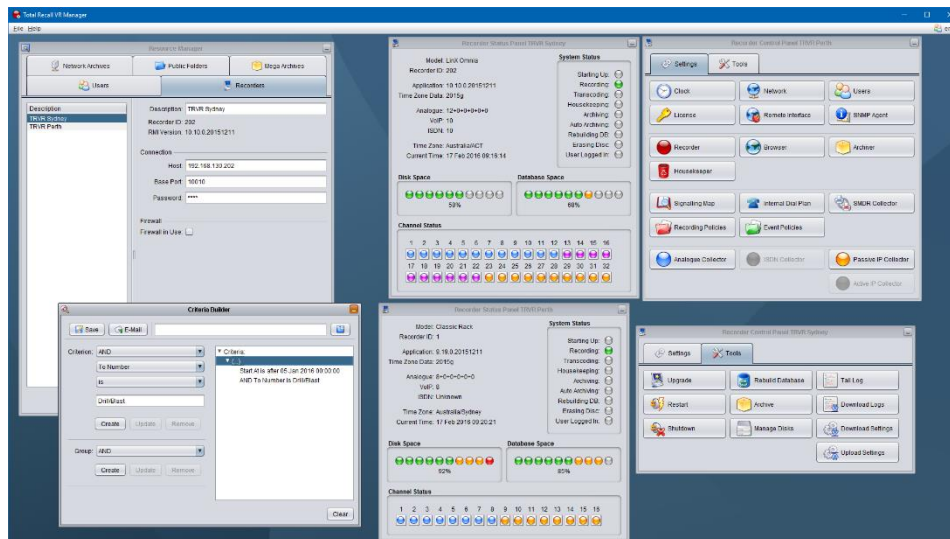 Total Recall VR Manager
File Help
Resource Manager
Network Archives Public Folders Mega Archives
Users Recorders
Description
TRVR Sydney
TRVR Perth
Description: TRVR Sydney
Recorder ID: 202
RMI Version: 10.10.0.20151211
Connection
Host: 192.168.130.202
Base Port: 10010
Password: ****
Firewall
Firewall in Use:
Recorder Status Panel TRVR Sydney
Model: LinX Omnia
Recorder ID: 202
Application: 10.10.0.20151211
Time Zone Data: 2015g
Analogue: 12+0+0+0+0+0
VoIP: 10
ISDN: 10
Time Zone: Australia/ACT
Current Time: 17 Feb 2016 09:16:14
System Status
Starting Up:
Recording:
Transcoding:
Housekeeping:
Archiving:
Auto Archiving:
Rebuilding DB:
Erasing Disc:
User Logged In:
Disk Space
59%
Database Space
69%
Channel Status
1 2 3 4 5 6 7 8 9 10 11 12 13 14 15 16
17 18 19 20 21 22 23 24 25 26 27 28 29 30 31 32
Recorder Control Panel TRVR Perth
Settings Tools
Clock Network Users
License Remote Interface SNMP Agent
Recorder Browser Archiver
Housekeeper
Signalling Map Internal Dial Plan SMDR Collector
Recording Policies Event Policies
Analogue Collector ISDN Collector Passive IP Collector
Active IP Collector
Criteria Builder
Save E-Mail
Criterion: AND
To Number
is
Drill/Blast
Create Update Remove
Group: AND
Create Update Remove
Criteria:
( )
Start At is after 05 Jan 2016 00:00:00
AND To Number is Drill/Blast
Clear
Recorder Status Panel TRVR Perth
Model: Classic Rack
Recorder ID: 1
Application: 9.19.0.20151211
Time Zone Data: 2015g
Analogue: 8+0+0+0+0+0
VoIP: 8
ISDN: Unknown
Time Zone: Australia/Sydney
Current Time: 17 Feb 2016 09:20:21
System Status
Starting Up:
Recording:
Transcoding:
Housekeeping:
Archiving:
Auto Archiving:
Rebuilding DB:
Erasing Disc:
User Logged In:
Disk Space
92%
Database Space
85%
Channel Status
1 2 3 4 5 6 7 8 9 10 11 12 13 14 15 16
Recorder Control Panel TRVR Sydney
Settings Tools
Upgrade Rebuild Database Tail Log
Restart Archive Download Logs
Shutdown Manage Disks Download Settings
Upload Settings